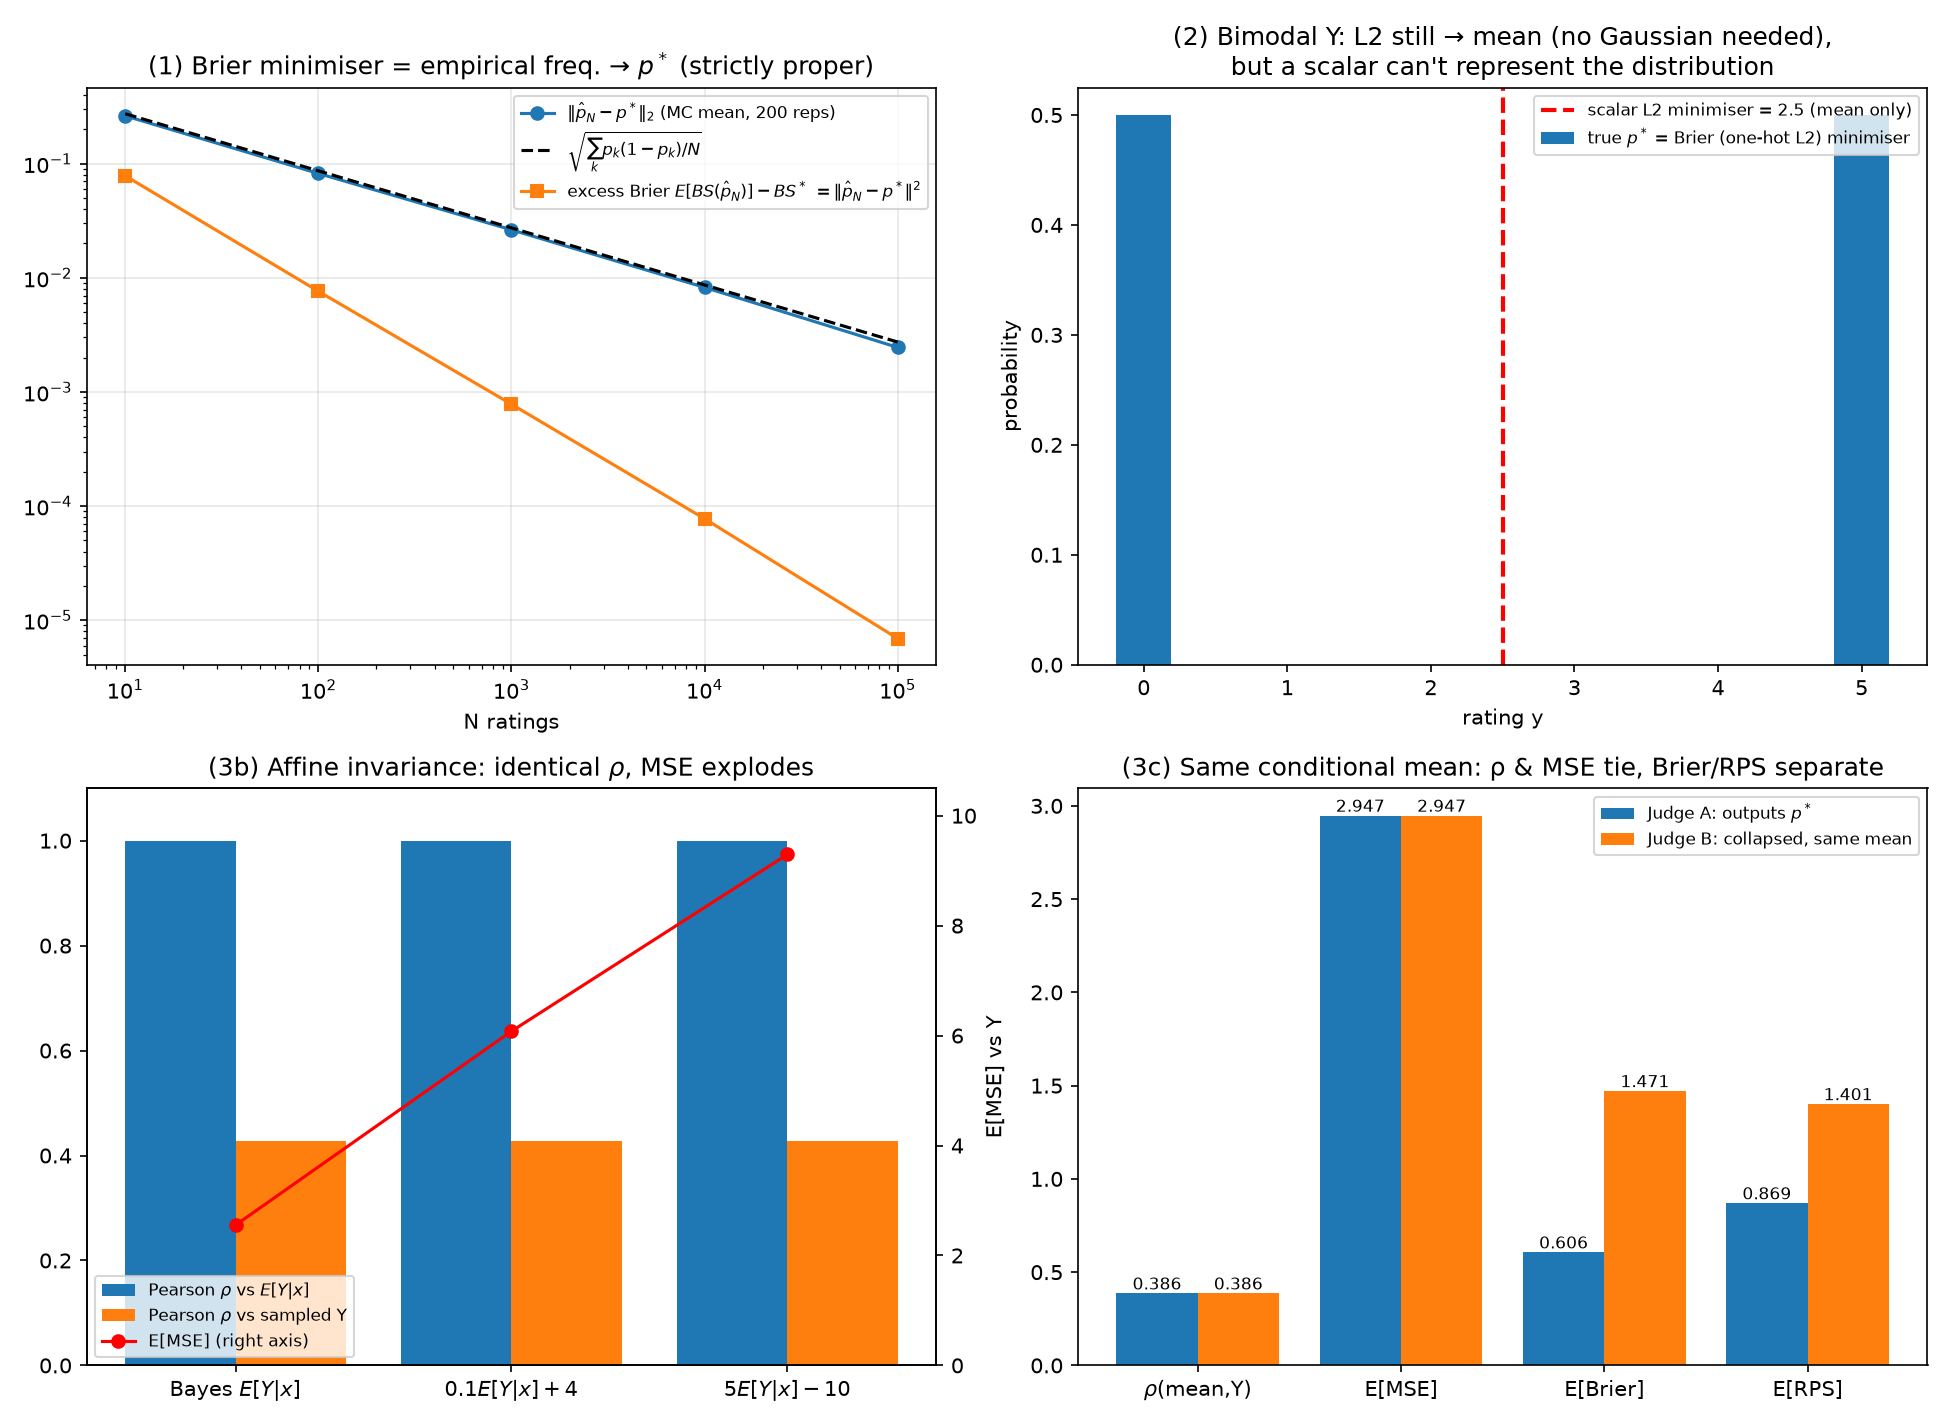 (1) Brier minimiser = empirical freq. → p* (strictly proper)
‖p̂_N − p*‖₂ (MC mean, 200 reps)
√∑ₖ pₖ(1 − pₖ)/N
excess Brier E[BS(p̂_N)] − BS* = ‖p̂_N − p*‖²
10⁻¹
10⁻²
10⁻³
10⁻⁴
10⁻⁵
10¹ 10² 10³ 10⁴ 10⁵
N ratings
(2) Bimodal Y: L2 still → mean (no Gaussian needed),
but a scalar can't represent the distribution
scalar L2 minimiser = 2.5 (mean only)
true p* = Brier (one-hot L2) minimiser
probability
0.5
0.4
0.3
0.2
0.1
0.0
0 1 2 3 4 5
rating y
(3b) Affine invariance: identical ρ, MSE explodes
1.0
0.8
0.6
0.4
0.2
0.0
Pearson ρ vs E[Y|x]
Pearson ρ vs sampled Y
E[MSE] (right axis)
10
8
6
4
2
0
E[MSE] vs Y
Bayes E[Y|x] 0.1E[Y|x] + 4 5E[Y|x] − 10
(3c) Same conditional mean: ρ & MSE tie, Brier/RPS separate
Judge A: outputs p*
Judge B: collapsed, same mean
3.0
2.5
2.0
1.5
1.0
0.5
0.0
0.386 0.386
2.947 2.947
0.606 1.471
0.869 1.401
ρ(mean,Y) E[MSE] E[Brier] E[RPS]